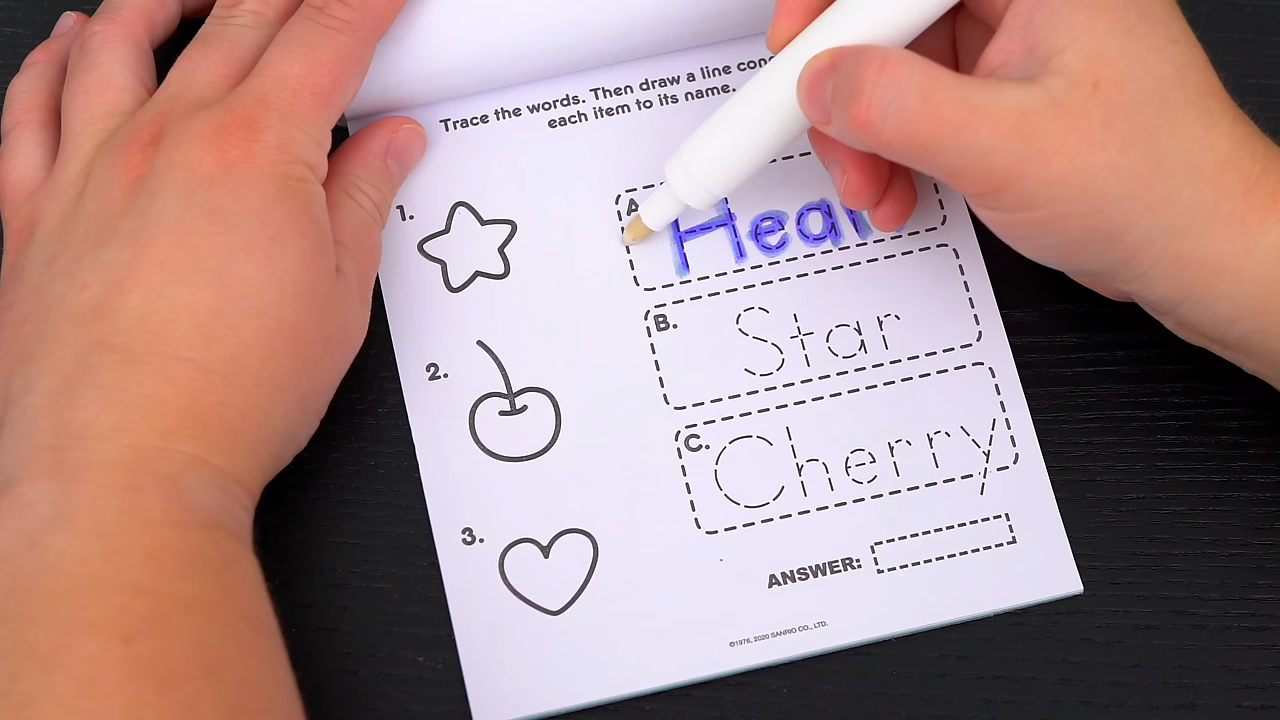 Trace the words. Then draw a line
each item to its name.
1.
A
2.
B. Star
C. Cherry
3.
ANSWER:
©1976, 2020 SANRIO CO., LTD.